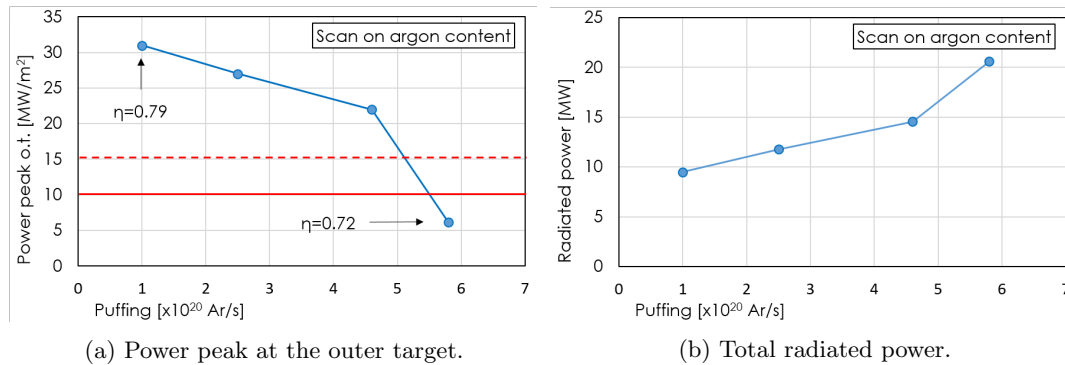 Scan on argon content
Power peak o.t. [MW/m²]
35
30
25
20
15
10
5
0
η=0.79
η=0.72
0 1 2 3 4 5 6 7
Puffing [x10²⁰ Ar/s]
(a) Power peak at the outer target.
Scan on argon content
Radiated power [MW]
25
20
15
10
5
0
0 1 2 3 4 5 6 7
Puffing [x10²⁰ Ar/s]
(b) Total radiated power.